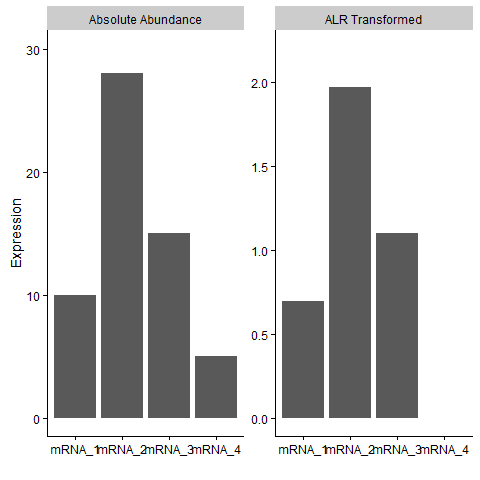 Absolute Abundance
ALR Transformed
Expression
30
20
10
0
2.0
1.5
1.0
0.5
0.0
mRNA_1 mRNA_2 mRNA_3 mRNA_4
mRNA_1 mRNA_2 mRNA_3 mRNA_4